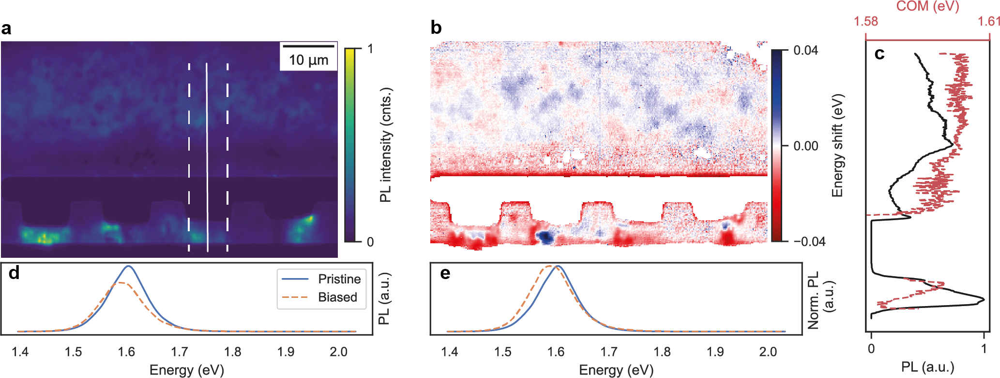 a
10 µm
1
0
PL intensity (cnts.)
b
0.04
0.00
−0.04
Energy shift (eV)
COM (eV)
1.58
1.61
c
0
1
PL (a.u.)
d
Pristine
Biased
PL (a.u.)
1.4 1.5 1.6 1.7 1.8 1.9 2.0
Energy (eV)
e
Norm. PL
(a.u.)
1.4 1.5 1.6 1.7 1.8 1.9 2.0
Energy (eV)